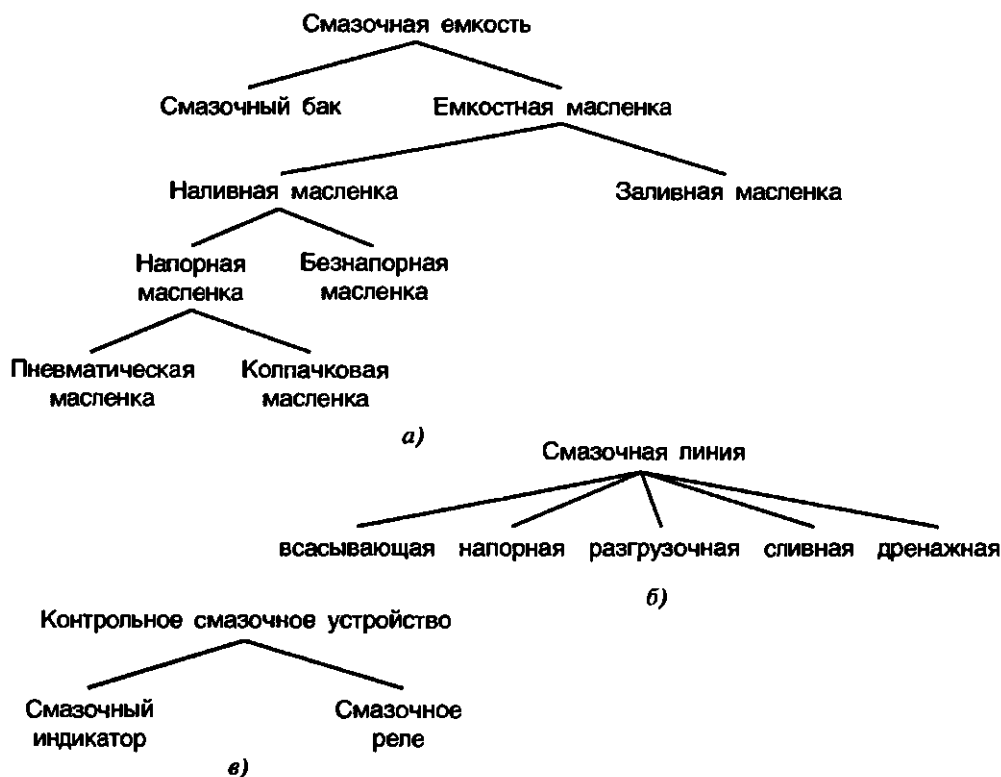 Смазочная емкость
Смазочный бак Емкостная масленка
Наливная масленка Заливная масленка
Напорная Безнапорная
масленка масленка
Пневматическая Колпачковая
масленка масленка
а)
Смазочная линия
всасывающая напорная разгрузочная сливная дренажная
б)
Контрольное смазочное устройство
Смазочный Смазочное
индикатор реле
в)